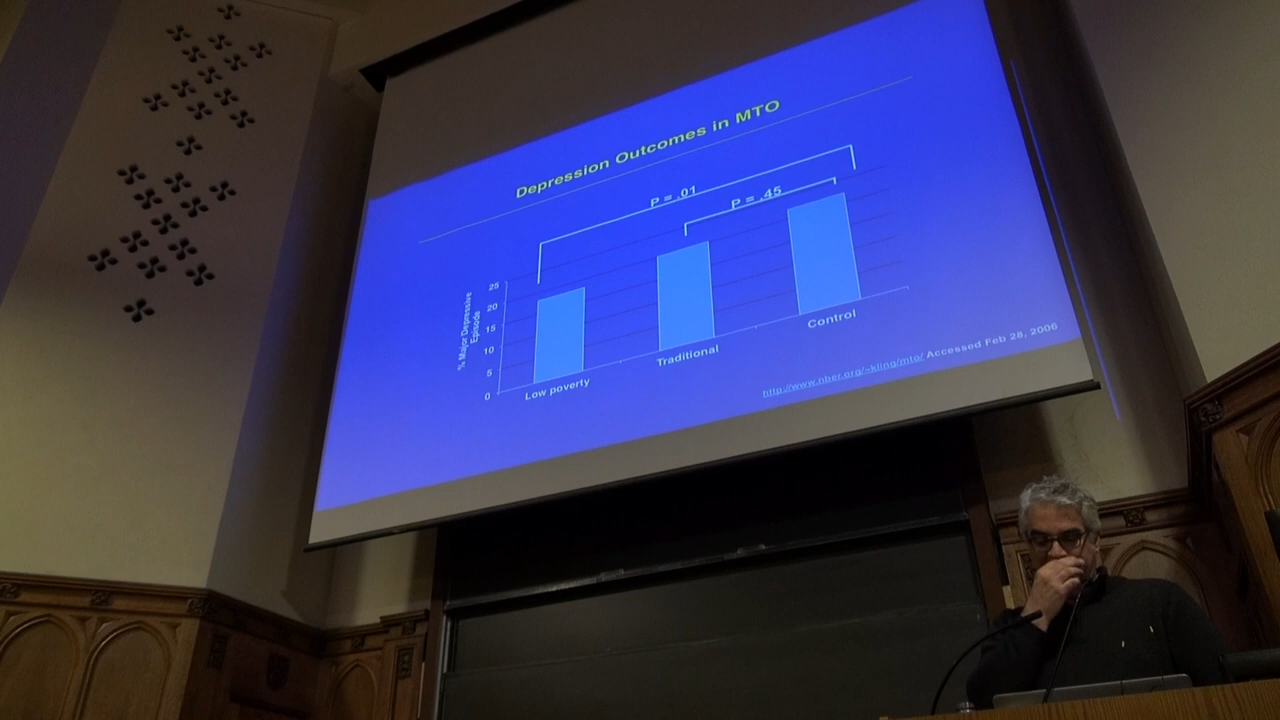 Depression Outcomes in MTO
P = .01
P = .45
% Major Depressive
Episode
25
20
15
10
5
0
Low poverty
Traditional
Control
http://www.nber.org/~kling/mto/ Accessed Feb 28, 2006